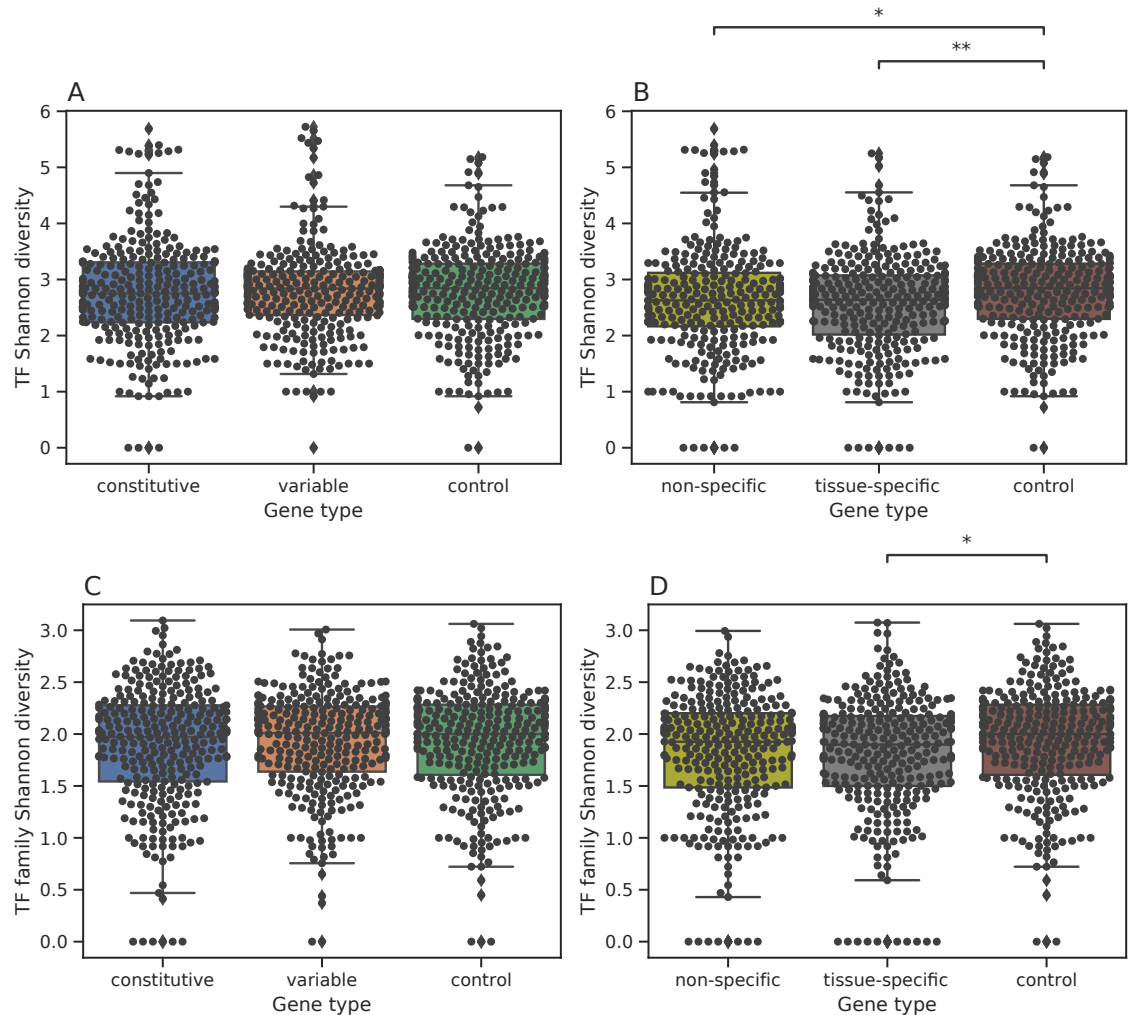 *
**
A
B
6
5
4
3
2
1
0
TF Shannon diversity
constitutive
variable
control
Gene type
6
5
4
3
2
1
0
TF Shannon diversity
non-specific
tissue-specific
control
Gene type
*
C
D
3.0
2.5
2.0
1.5
1.0
0.5
0.0
TF family Shannon diversity
constitutive
variable
control
Gene type
3.0
2.5
2.0
1.5
1.0
0.5
0.0
TF family Shannon diversity
non-specific
tissue-specific
control
Gene type